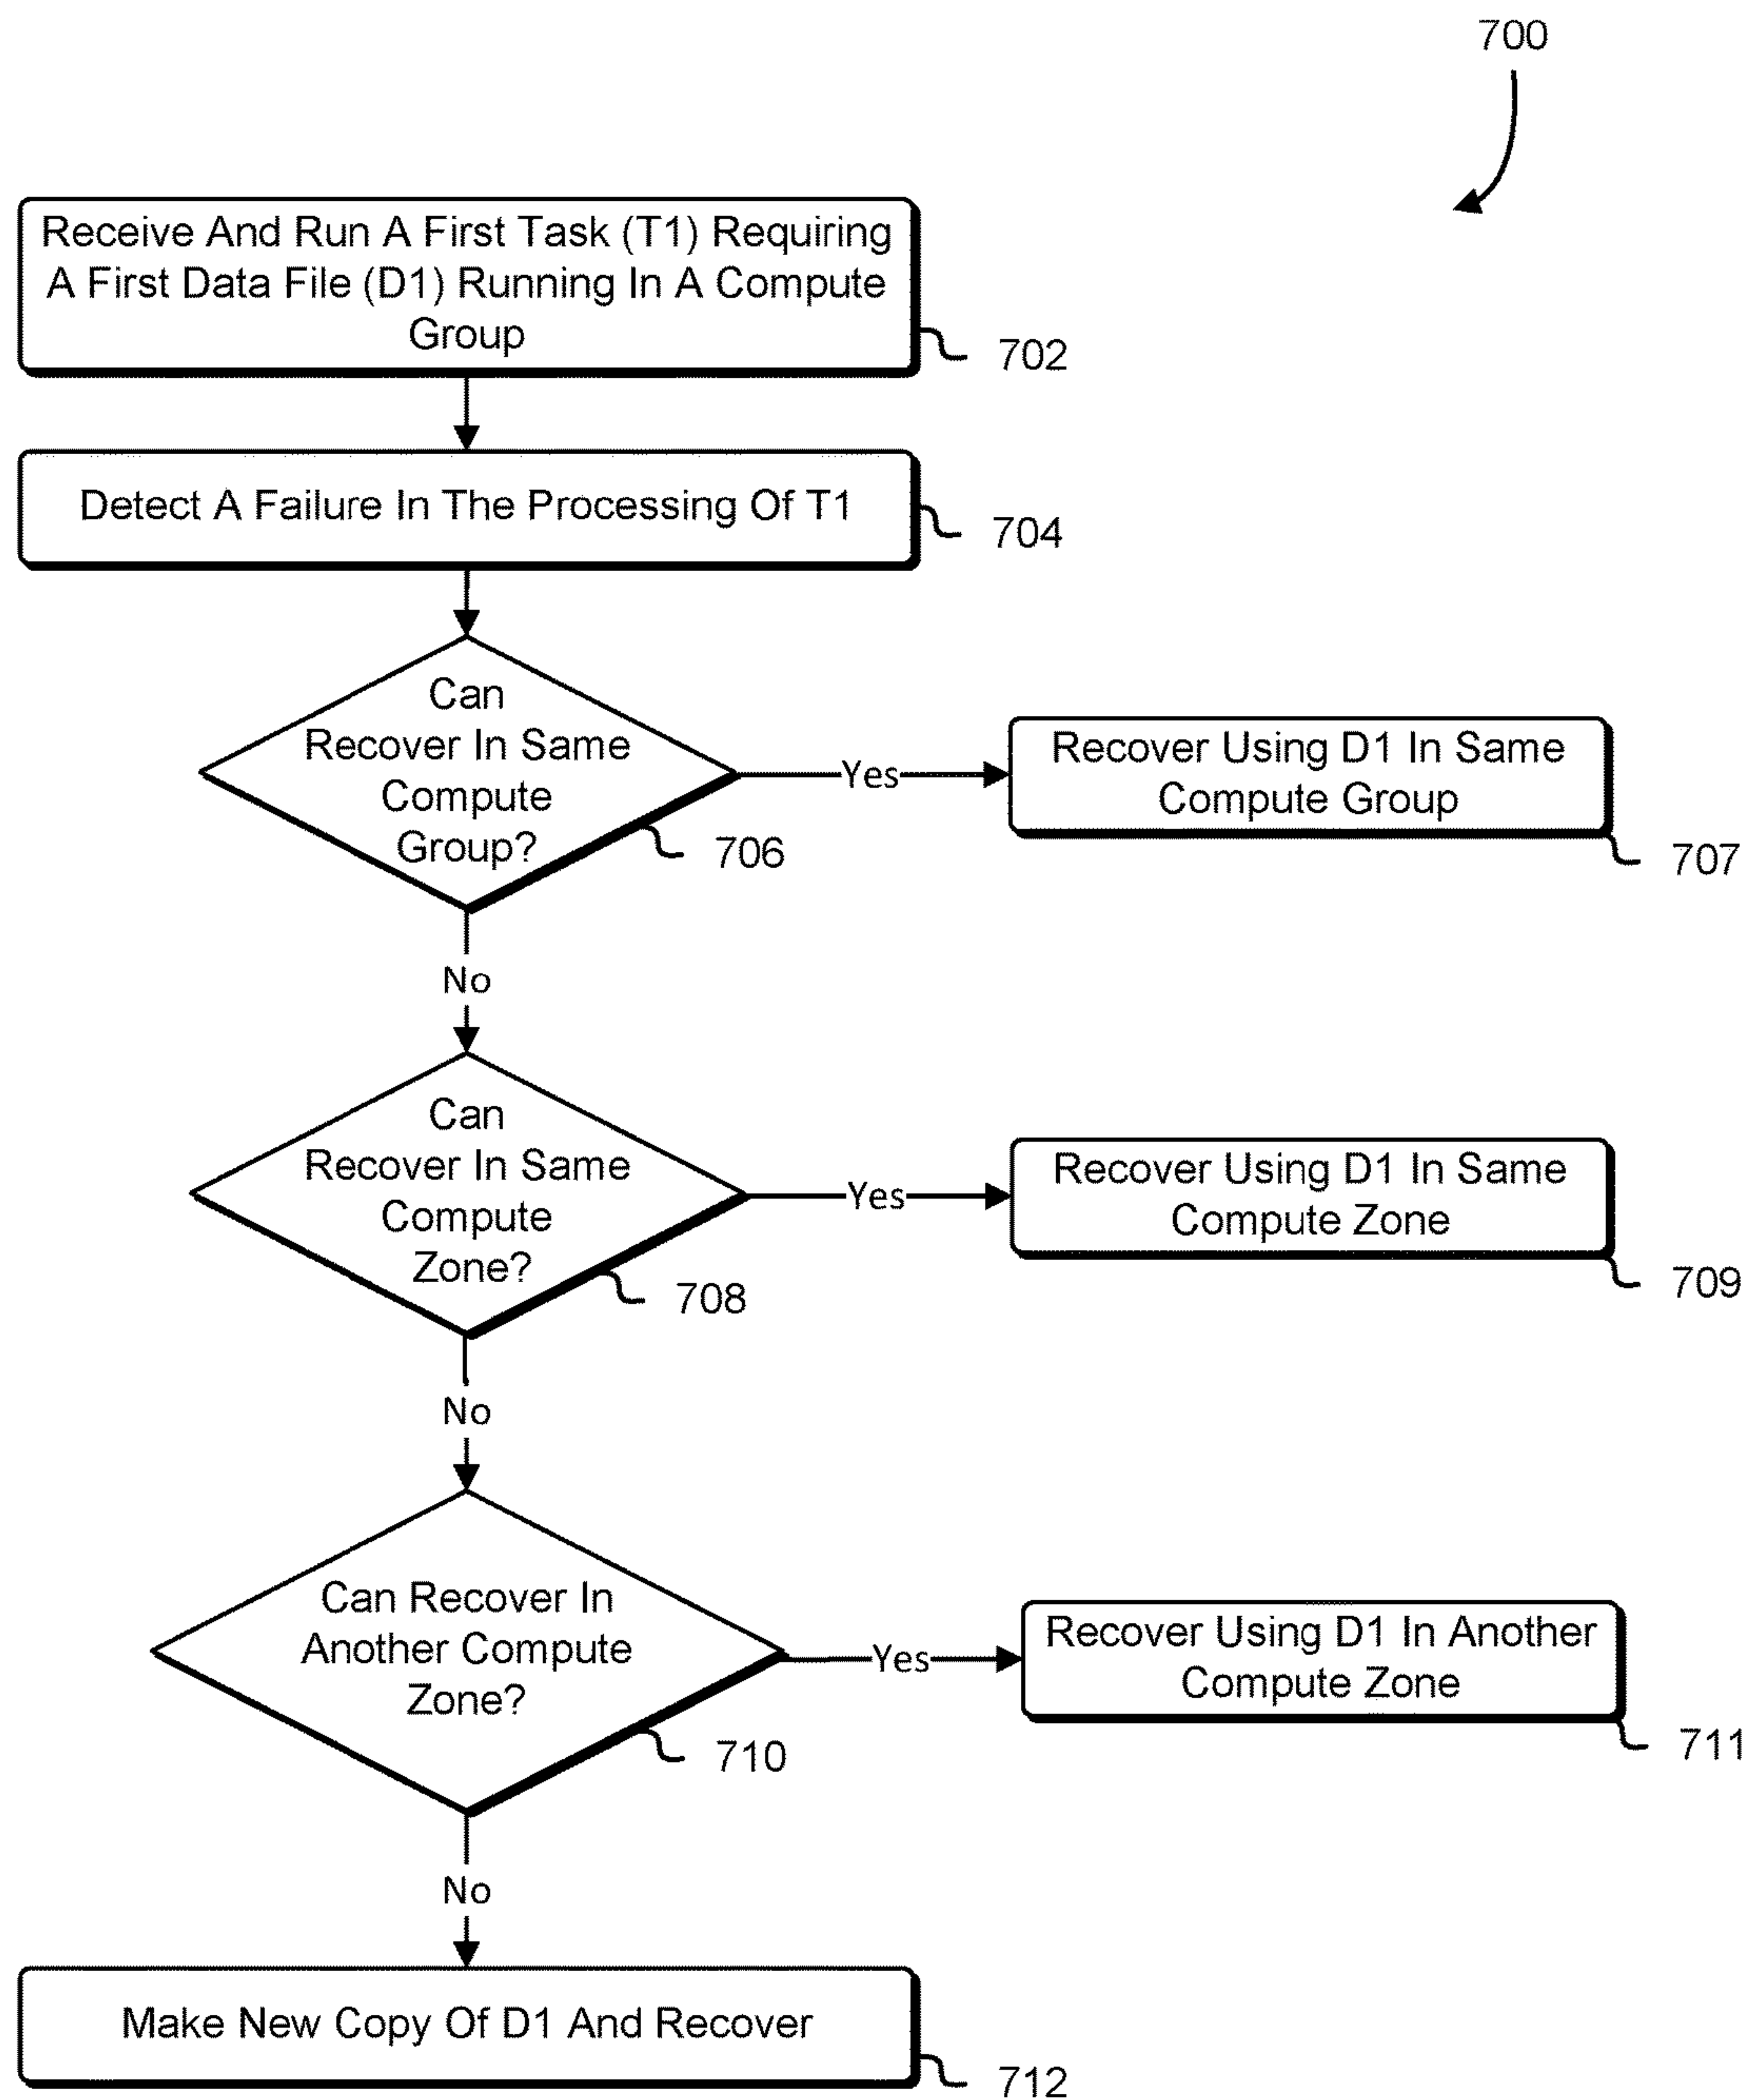 700
Receive And Run A First Task (T1) Requiring
A First Data File (D1) Running In A Compute
Group
702
Detect A Failure In The Processing Of T1
704
Can
Recover In Same
Compute
Group?
706
Yes
Recover Using D1 In Same
Compute Group
707
No
Can
Recover In Same
Compute
Zone?
708
Yes
Recover Using D1 In Same
Compute Zone
709
No
Can Recover In
Another Compute
Zone?
710
Yes
Recover Using D1 In Another
Compute Zone
711
No
Make New Copy Of D1 And Recover
712